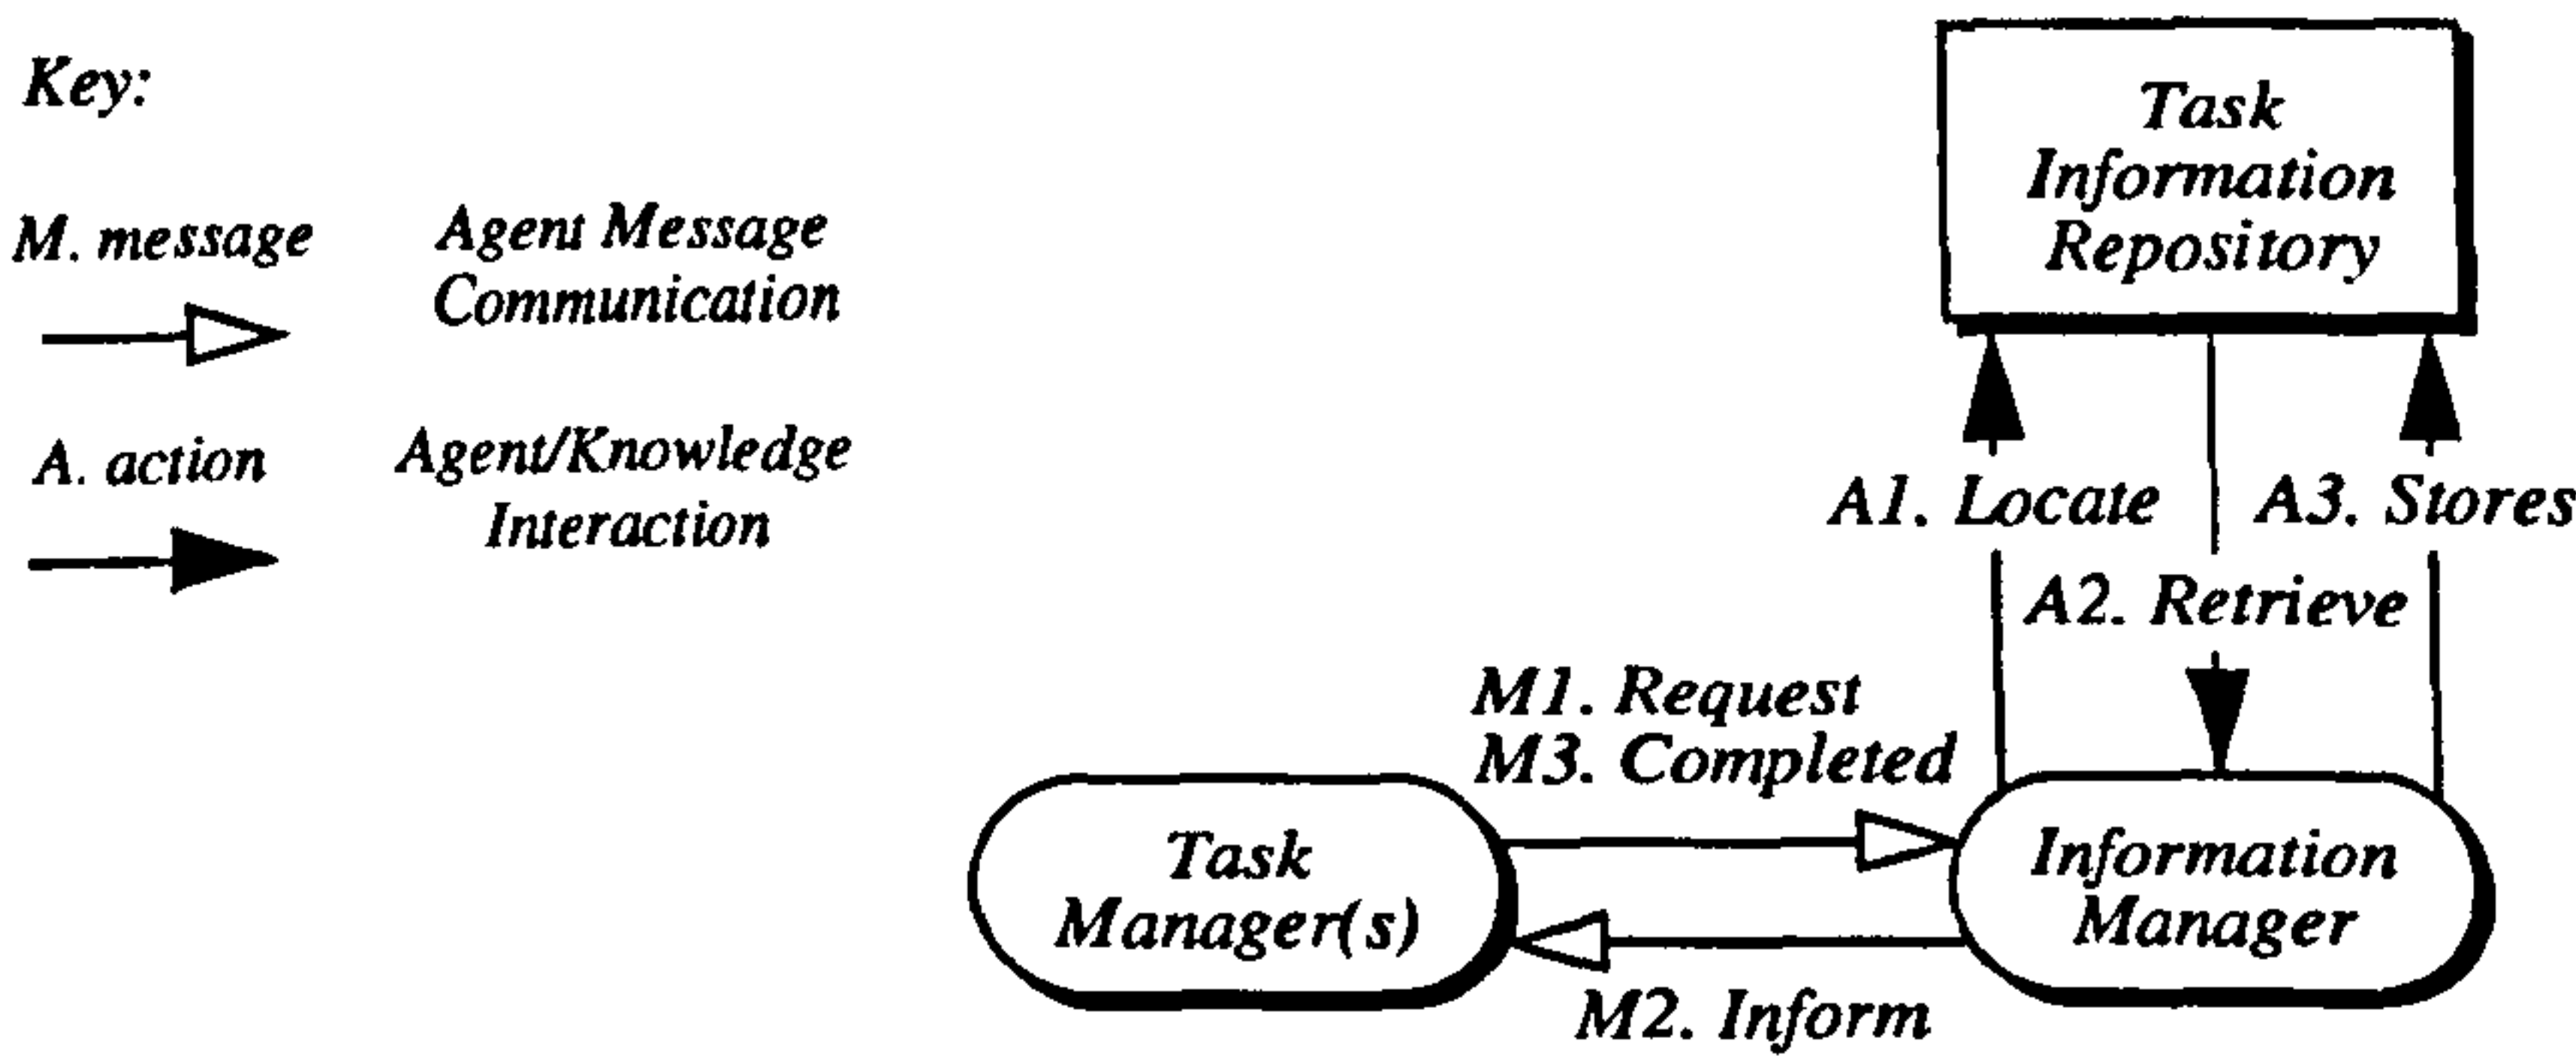 Key:
M. message
Agent Message
Communication
A. action
Agent/Knowledge
Interaction
Task
Information
Repository
A1. Locate
A3. Stores
A2. Retrieve
M1. Request
M3. Completed
Task
Manager(s)
Information
Manager
M2. Inform